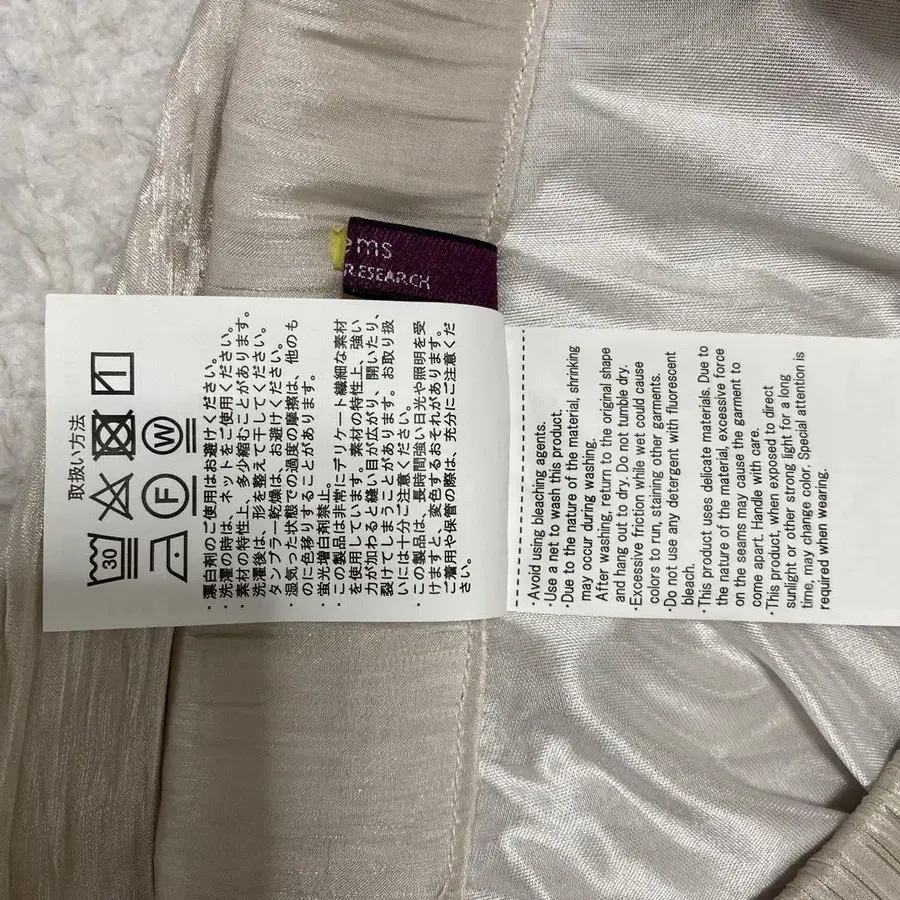 ems
RESEARCH
取扱い方法
30
W
F
・漂白剤のご使用はお避けください。
・洗濯の時は、ネットをご使用ください。
・素材の特性上、多少縮むことがあります。
洗濯後は、形を整えて干してください。
タンブラー乾燥は、お避けください。
・湿気った状態での過度の摩擦は、他のも
のに色移りすることがあります。
・蛍光増白剤禁止。
・この製品は非常にデリケート繊細な素材
を使用しています。素材の特性上、強い
力が加わると縫い目が広がり、開いたり、
裂けてしまうことがあります。お取り扱
いには十分ご注意ください。
・この製品は、長時間強い日光や照明を受
けますと、変色するおそれがあります。
ご着用や保管の際は、充分にご注意くだ
さい。
・Avoid using bleaching agents.
・Use a net to wash this product.
・Due to the nature of the material, shrinking
may occur during washing.
After washing, return to the original shape
and hang out to dry. Do not tumble dry.
・Excessive friction while wet could cause
colors to run, staining other garments.
・Do not use any detergent with fluorescent
bleach.
・This product uses delicate materials. Due to
the nature of the material, excessive force
on the seams may cause the garment to
come apart. Handle with care.
・This product, when exposed to direct
sunlight or other strong light for a long
time, may change color. Special attention is
required when wearing.